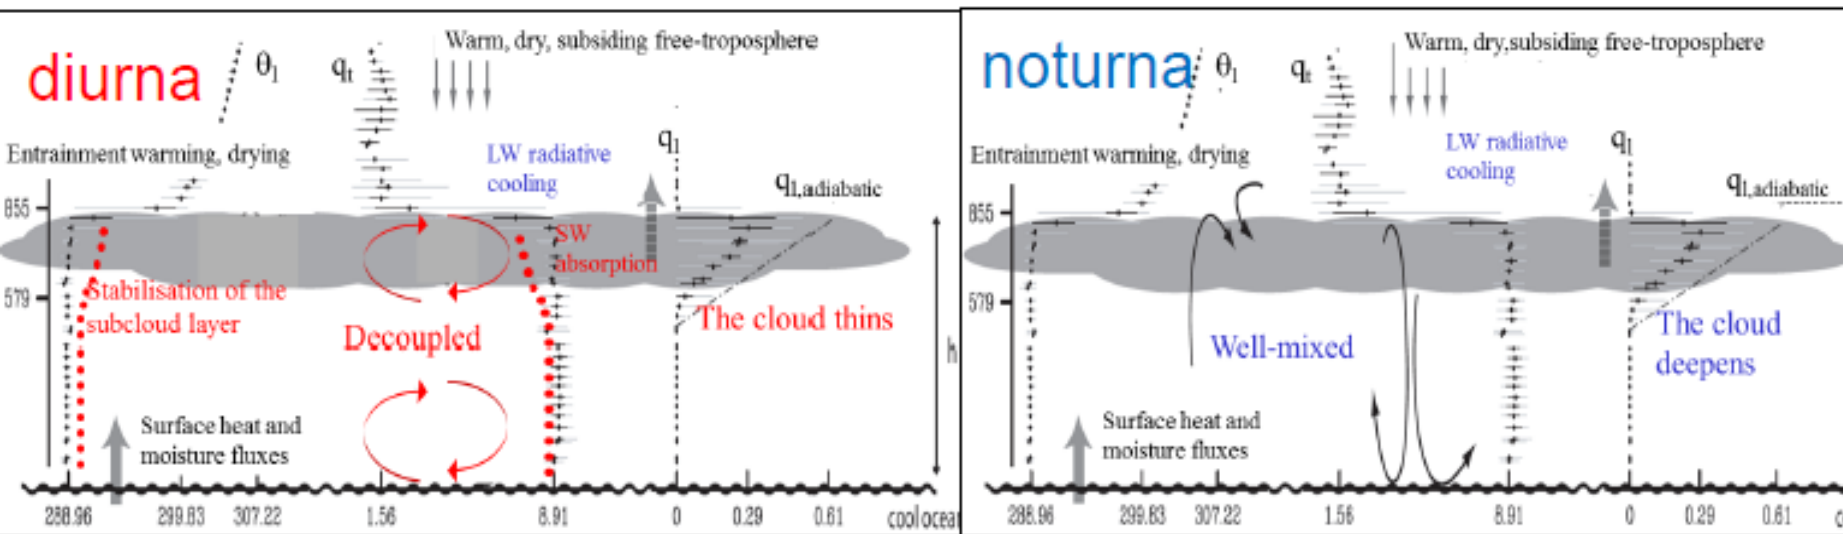 diurna
θl
qt
Warm, dry, subsiding free-troposphere
Entrainment warming, drying
LW radiative
cooling
ql
ql,adiabatic
855
579
SW
absorption
Stabilisation of the
subcloud layer
Decoupled
The cloud thins
h
Surface heat and
moisture fluxes
288.96
299.83
307.22
1.56
8.91
0
0.29
0.61
cool ocean
noturna
θl
qt
Warm, dry,subsiding free-troposphere
Entrainment warming, drying
LW radiative
cooling
ql
ql,adiabatic
855
579
Well-mixed
The cloud
deepens
Surface heat and
moisture fluxes
288.96
299.83
307.22
1.56
8.91
0
0.29
0.61